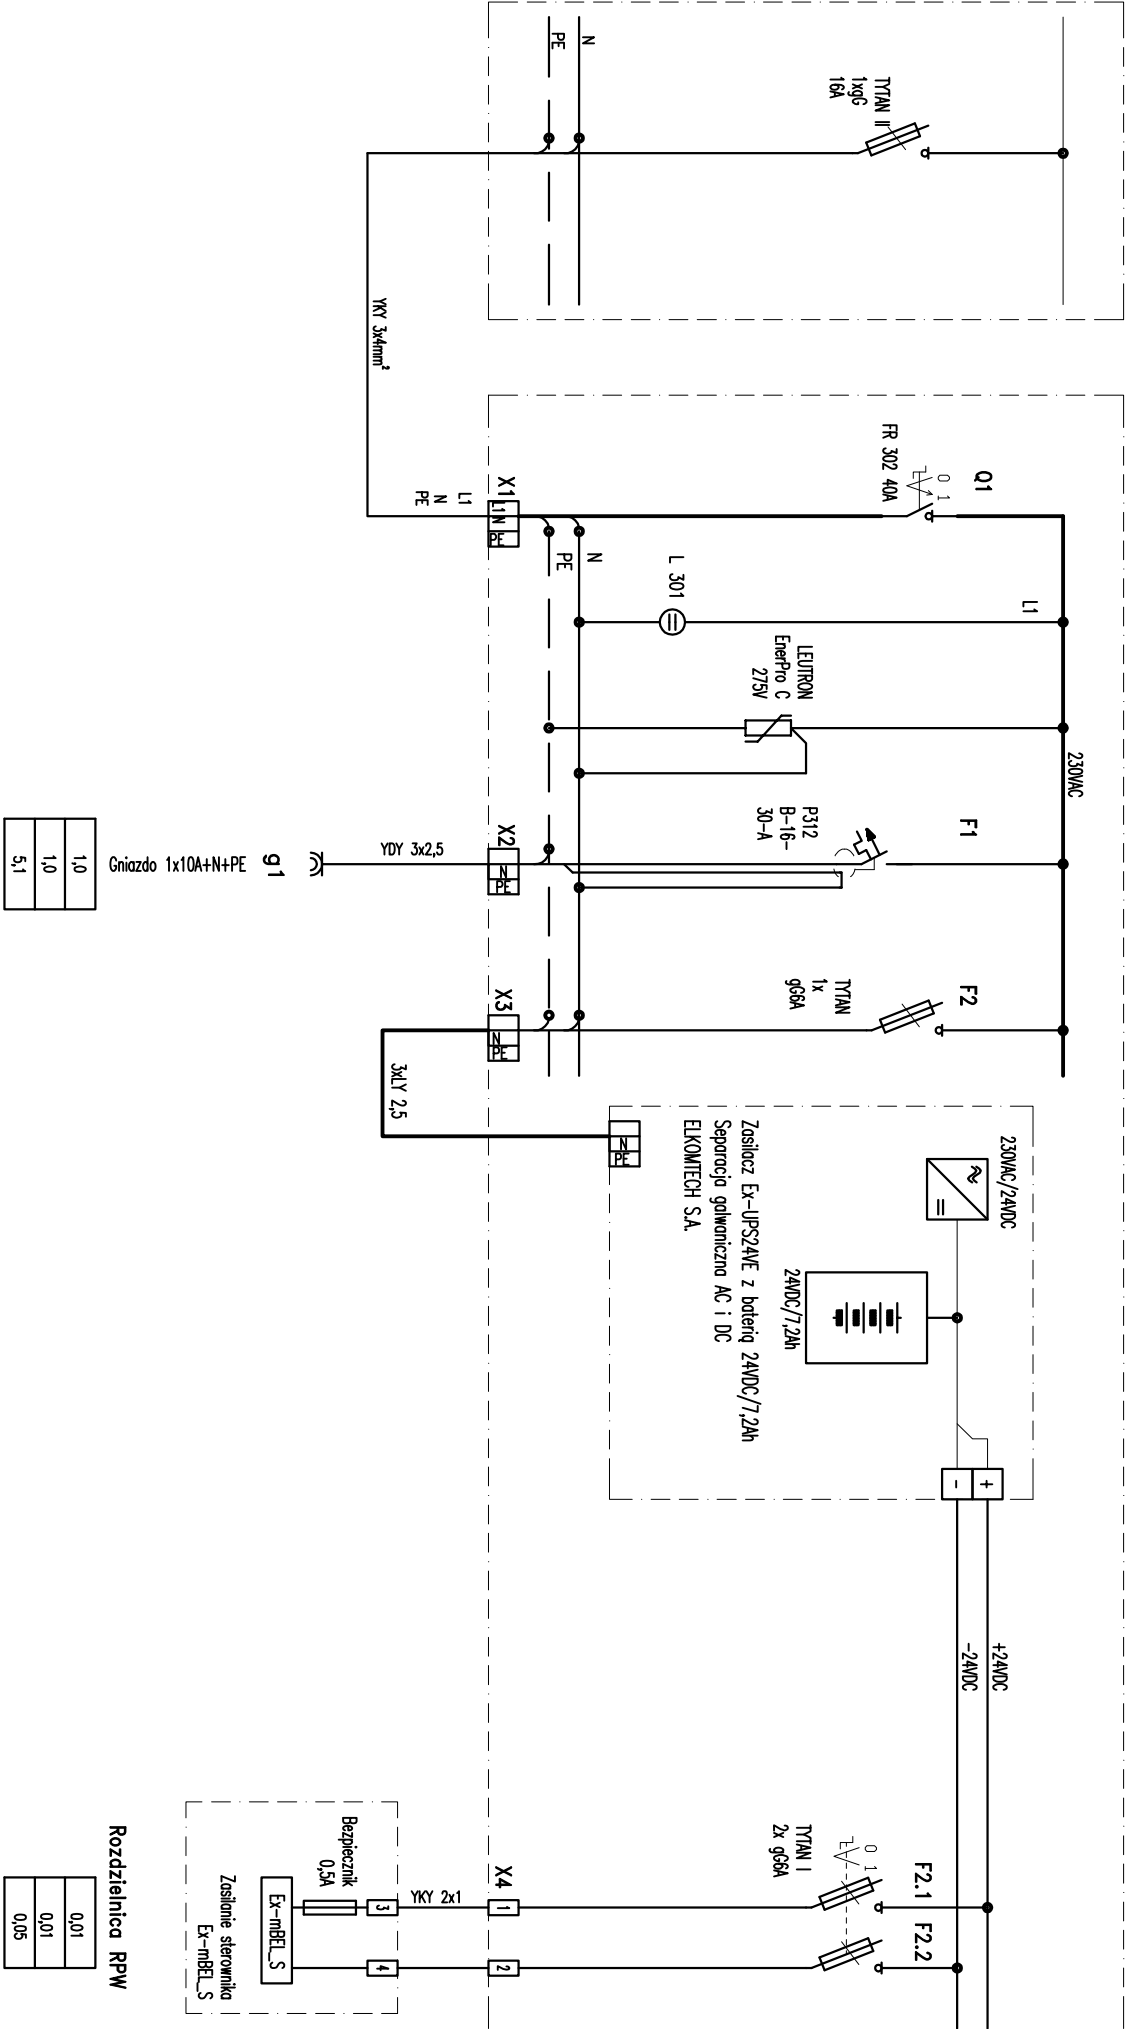 N
PE
TYTAN II
1xgG
16A
YKY 3x4mm²
Q1
0 1
FR 302 40A
X1
L1
N
PE
L1
N
PE
N
PE
L 301
L1
LEUTRON
EnerPro C
275V
230VAC
F1
P312
B-16-
30-A
X2
N
PE
YDY 3x2,5
g1
Gniazdo 1x10A+N+PE
1,0
1,0
5,1
F2
TYTAN
1x
gG6A
X3
N
PE
3xLY 2,5
N
PE
230VAC/24VDC
24VDC/7,2Ah
Zasilacz Ex-UPS24VE z baterią 24VDC/7,2Ah
Separacja galwaniczna AC i DC
ELKOMTECH S.A.
+
-
+24VDC
-24VDC
F2.1
F2.2
0 1
TYTAN I
2x gG6A
X4
1
2
YKY 2x1
3
4
Bezpiecznik
0,5A
Ex-mBEL_S
Zasilanie sterownika
Ex-mBEL_S
Rozdzielnica RPW
0,01
0,01
0,05